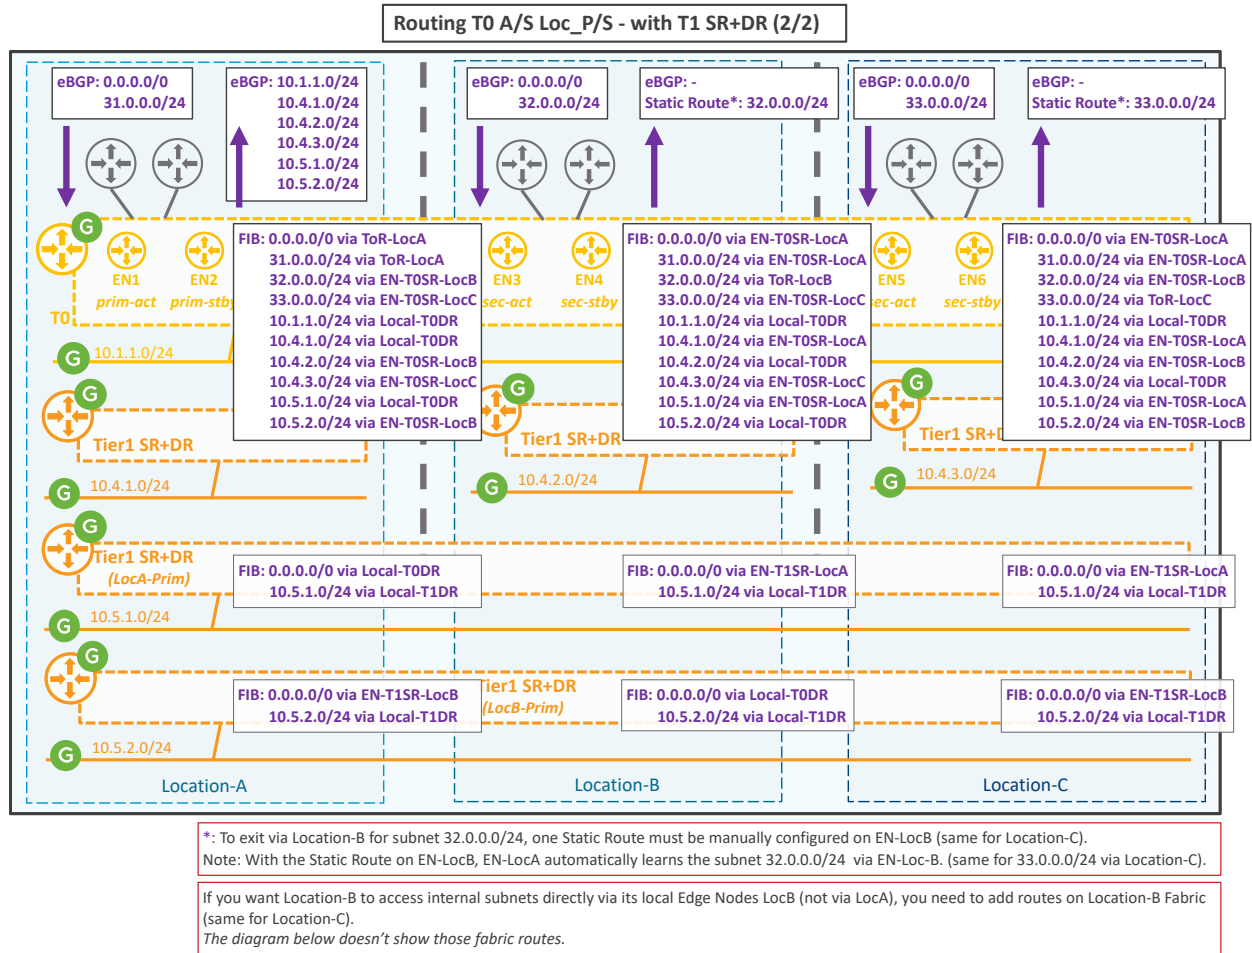 Routing T0 A/S Loc_P/S - with T1 SR+DR (2/2)
eBGP: 0.0.0.0/0
31.0.0.0/24
eBGP: 10.1.1.0/24
10.4.1.0/24
10.4.2.0/24
10.4.3.0/24
10.5.1.0/24
10.5.2.0/24
eBGP: 0.0.0.0/0
32.0.0.0/24
eBGP: -
Static Route*: 32.0.0.0/24
eBGP: 0.0.0.0/0
33.0.0.0/24
eBGP: -
Static Route*: 33.0.0.0/24
G
EN1
prim-act
EN2
prim-stby
T0
FIB: 0.0.0.0/0 via ToR-LocA
31.0.0.0/24 via ToR-LocA
32.0.0.0/24 via EN-T0SR-LocB
33.0.0.0/24 via EN-T0SR-LocC
10.1.1.0/24 via Local-T0DR
10.4.1.0/24 via Local-T0DR
10.4.2.0/24 via EN-T0SR-LocB
10.4.3.0/24 via EN-T0SR-LocC
10.5.1.0/24 via Local-T0DR
10.5.2.0/24 via EN-T0SR-LocB
EN3
sec-act
EN4
sec-stby
FIB: 0.0.0.0/0 via EN-T0SR-LocA
31.0.0.0/24 via EN-T0SR-LocA
32.0.0.0/24 via ToR-LocB
33.0.0.0/24 via EN-T0SR-LocC
10.1.1.0/24 via Local-T0DR
10.4.1.0/24 via EN-T0SR-LocA
10.4.2.0/24 via Local-T0DR
10.4.3.0/24 via EN-T0SR-LocC
10.5.1.0/24 via EN-T0SR-LocA
10.5.2.0/24 via Local-T0DR
EN5
sec-act
EN6
sec-stby
FIB: 0.0.0.0/0 via EN-T0SR-LocA
31.0.0.0/24 via EN-T0SR-LocA
32.0.0.0/24 via EN-T0SR-LocB
33.0.0.0/24 via ToR-LocC
10.1.1.0/24 via Local-T0DR
10.4.1.0/24 via EN-T0SR-LocA
10.4.2.0/24 via EN-T0SR-LocB
10.4.3.0/24 via Local-T0DR
10.5.1.0/24 via EN-T0SR-LocA
10.5.2.0/24 via EN-T0SR-LocB
G
10.1.1.0/24
G
Tier1 SR+DR
G
10.4.1.0/24
G
Tier1 SR+DR
G
10.4.2.0/24
G
Tier1 SR+D
G
10.4.3.0/24
G
Tier1 SR+DR
(LocA-Prim)
FIB: 0.0.0.0/0 via Local-T0DR
10.5.1.0/24 via Local-T1DR
FIB: 0.0.0.0/0 via EN-T1SR-LocA
10.5.1.0/24 via Local-T1DR
FIB: 0.0.0.0/0 via EN-T1SR-LocA
10.5.1.0/24 via Local-T1DR
G
10.5.1.0/24
G
FIB: 0.0.0.0/0 via EN-T1SR-LocB
10.5.2.0/24 via Local-T1DR
Tier1 SR+DR
(LocB-Prim)
FIB: 0.0.0.0/0 via Local-T0DR
10.5.2.0/24 via Local-T1DR
FIB: 0.0.0.0/0 via EN-T1SR-LocB
10.5.2.0/24 via Local-T1DR
G
10.5.2.0/24
Location-A
Location-B
Location-C
*: To exit via Location-B for subnet 32.0.0.0/24, one Static Route must be manually configured on EN-LocB (same for Location-C).
Note: With the Static Route on EN-LocB, EN-LocA automatically learns the subnet 32.0.0.0/24 via EN-Loc-B. (same for 33.0.0.0/24 via Location-C).
If you want Location-B to access internal subnets directly via its local Edge Nodes LocB (not via LocA), you need to add routes on Location-B Fabric
(same for Location-C).
The diagram below doesn't show those fabric routes.